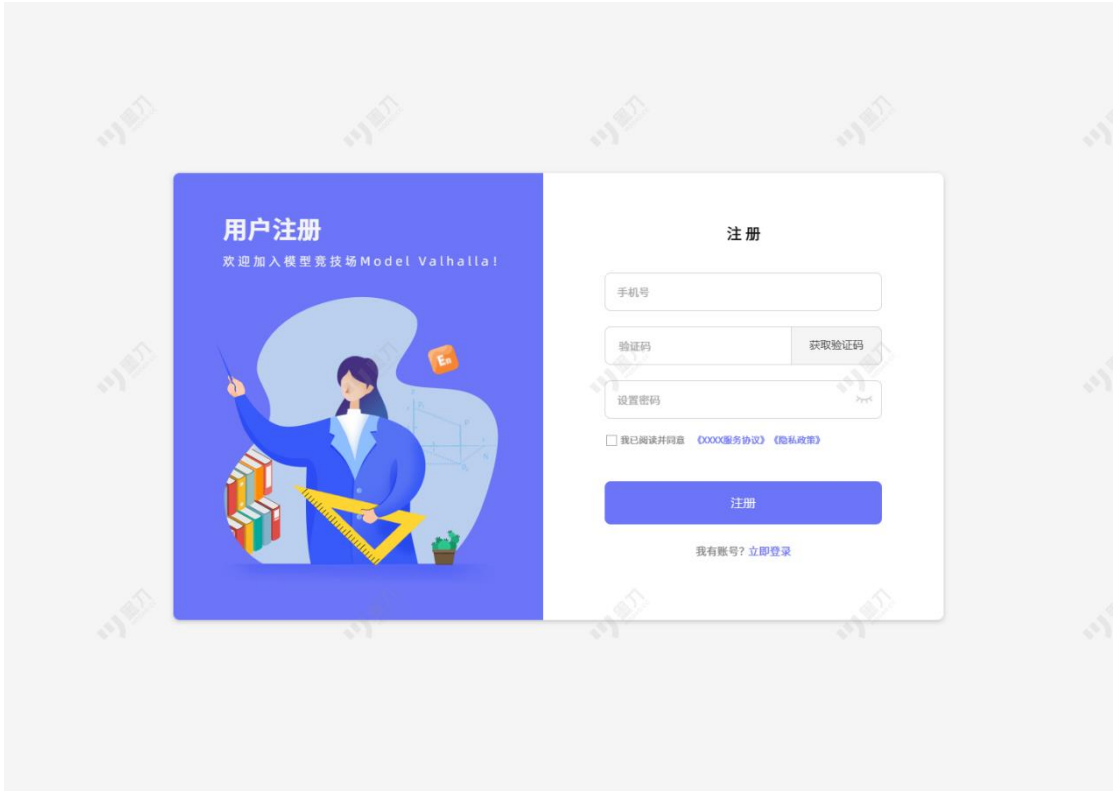 用户注册
欢迎加入模型竞技场Model Valhalla!
注册
手机号
验证码 获取验证码
设置密码
我已阅读并同意 《XXXX服务协议》《隐私政策》
注册
我有账号? 立即登录
墨刀